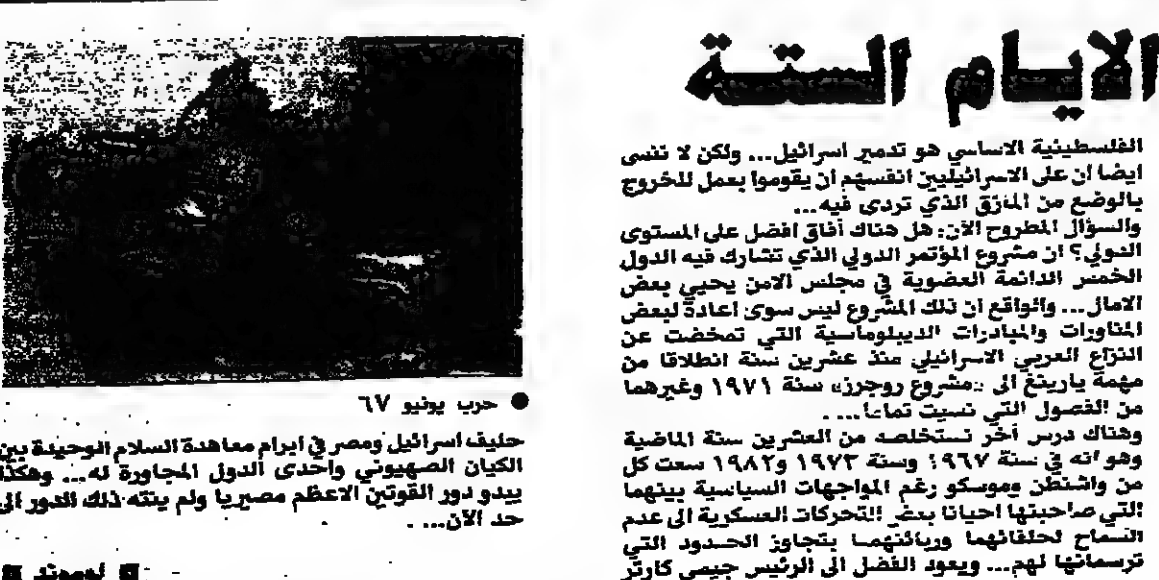 الايام الستة
الفلسطينية الاساسي هو تدمير اسرائيل... ولكن لا ننسى
ايضا ان على الاسرائيليين انفسهم ان يقوموا بعمل للخروج
بالوضع من المأزق الذي تردى فيه...
والسؤال المطروح الآن: هل هناك آفاق افضل على المستوى
الدولي؟ ان مشروع المؤتمر الدولي الذي تشارك فيه الدول
الخمس الدائمة العضوية في مجلس الامن يحيي بعض
الامال... والواقع ان ذلك المشروع ليس سوى اعادة لبعض
المناورات والمبادرات الديبلوماسية التي تمخضت عن
النزاع العربي الاسرائيلي منذ عشرين سنة انطلاقا من
مهمة يارينغ الى «مشروع روجرز» سنة ١٩٧١ وغيرهما
من الفصول التي نسيت تماما... .
وهناك درس آخر نستخلصه من العشرين سنة الماضية
وهو انه في سنة ١٩٦٧ وسنة ١٩٧٣ و١٩٨٢ سعت كل
من واشنطن وموسكو رغم المواجهات السياسية بينهما
التي صاحبتها احيانا بعض التحركات العسكرية الى عدم
السماح لحلفائهما وربائنهما بتجاوز الحدود التي
ترسمانها لهم... ويعود الفضل الى الرئيس جيمي كارتر
● حرب يونيو ٦٧
حليف اسرائيل ومصر في ابرام معاهدة السلام الوحيدة بين
الكيان الصهيوني واحدى الدول المجاورة له... وهكذا
يبدو دور القوتين الاعظم مصيريا ولم ينته ذلك الدور الى
حد الآن... .
■ لوموند ■